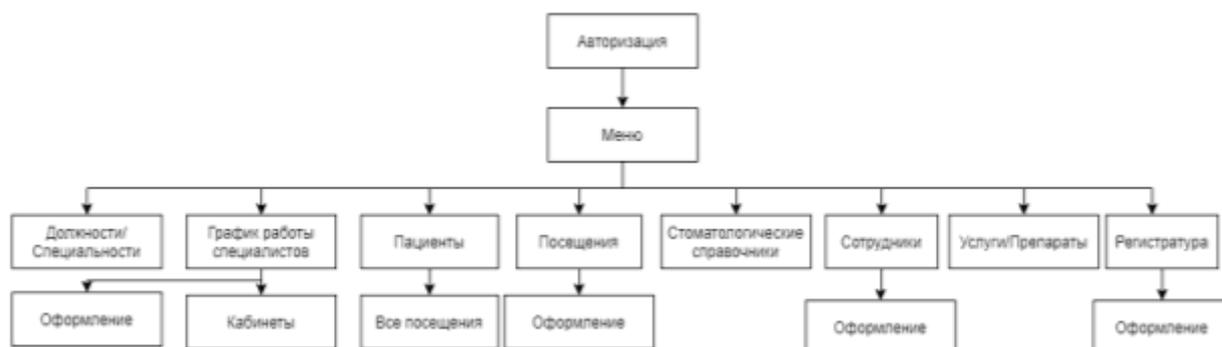 Авторизация
Меню
Должности/
Специальности
График работы
специалистов
Пациенты
Посещения
Стоматологические
справочники
Сотрудники
Услуги/Препараты
Регистратура
Оформление
Кабинеты
Все посещения
Оформление
Оформление
Оформление